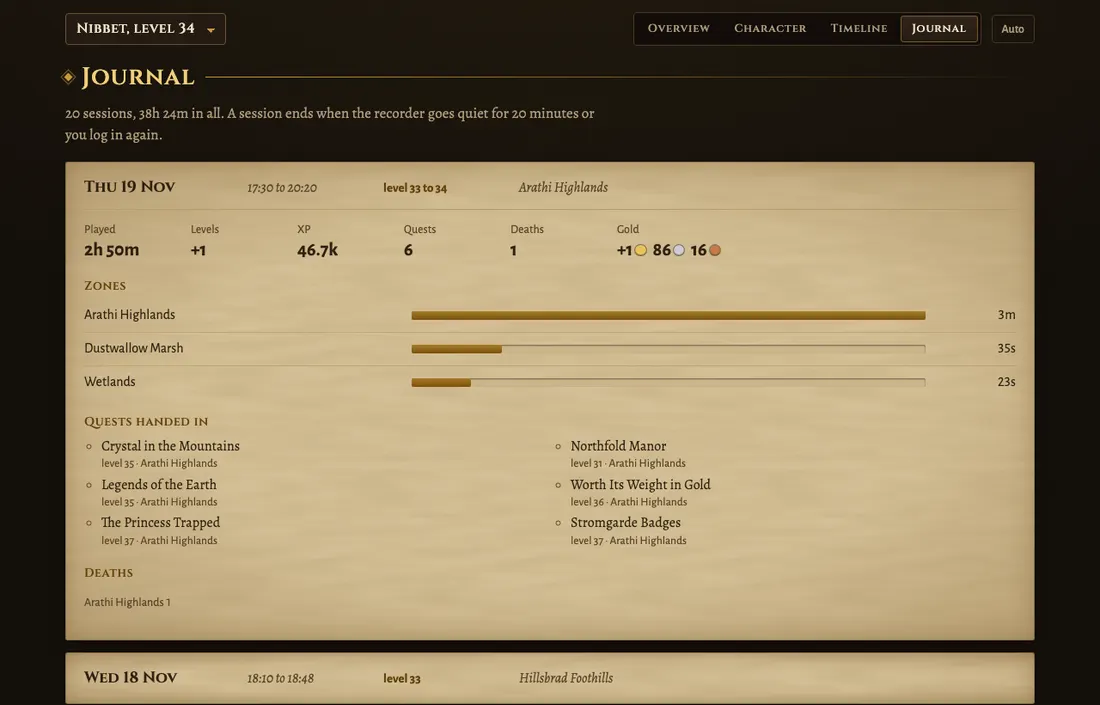 Nibbet, level 34
Overview Character Timeline Journal Auto
Journal
20 sessions, 38h 24m in all. A session ends when the recorder goes quiet for 20 minutes or
you log in again.
Thu 19 Nov 17:30 to 20:20 level 33 to 34 Arathi Highlands
Played Levels XP Quests Deaths Gold
2h 50m +1 46.7k 6 1 +1 86 16
Zones
Arathi Highlands 3m
Dustwallow Marsh 35s
Wetlands 23s
Quests handed in
Crystal in the Mountains
level 35 · Arathi Highlands
Legends of the Earth
level 35 · Arathi Highlands
The Princess Trapped
level 37 · Arathi Highlands
Northfold Manor
level 31 · Arathi Highlands
Worth Its Weight in Gold
level 36 · Arathi Highlands
Stromgarde Badges
level 37 · Arathi Highlands
Deaths
Arathi Highlands 1
Wed 18 Nov 18:10 to 18:48 level 33 Hillsbrad Foothills